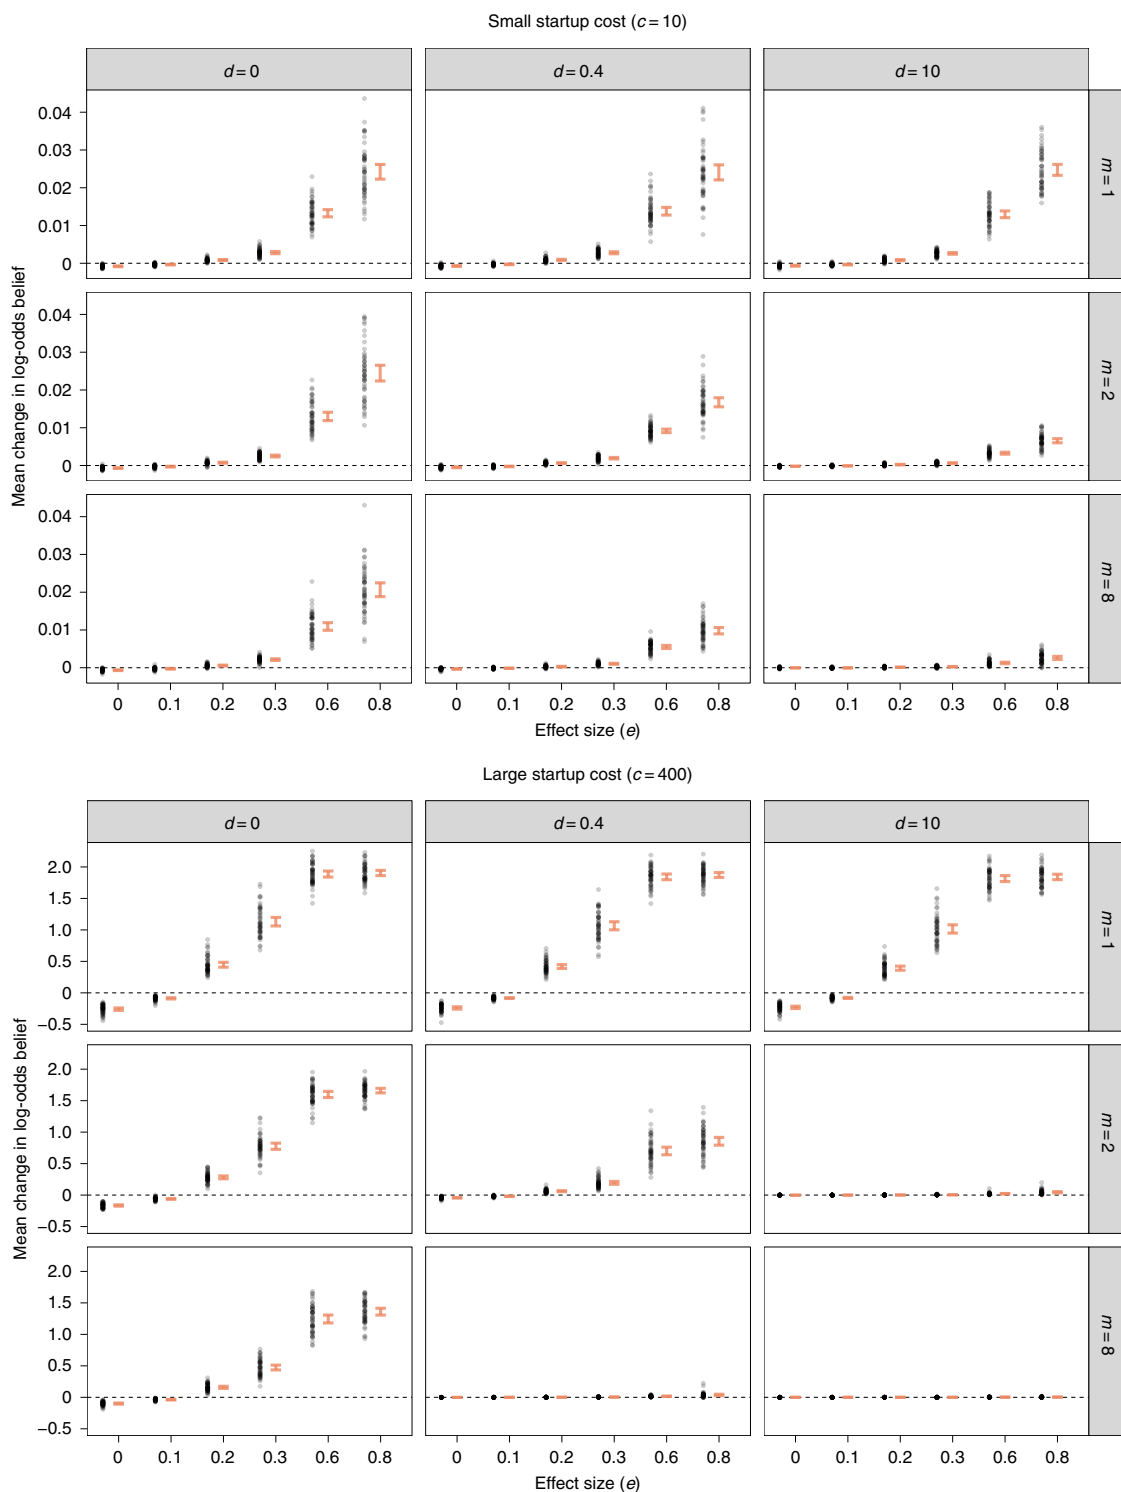 Small startup cost (c = 10)
d = 0
d = 0.4
d = 10
Mean change in log-odds belief
0.04
0.03
0.02
0.01
0
m = 1
0.04
0.03
0.02
0.01
0
m = 2
0.04
0.03
0.02
0.01
0
m = 8
0 0.1 0.2 0.3 0.6 0.8
0 0.1 0.2 0.3 0.6 0.8
0 0.1 0.2 0.3 0.6 0.8
Effect size (e)
Large startup cost (c = 400)
d = 0
d = 0.4
d = 10
Mean change in log-odds belief
2.0
1.5
1.0
0.5
0
−0.5
m = 1
2.0
1.5
1.0
0.5
0
−0.5
m = 2
2.0
1.5
1.0
0.5
0
−0.5
m = 8
0 0.1 0.2 0.3 0.6 0.8
0 0.1 0.2 0.3 0.6 0.8
0 0.1 0.2 0.3 0.6 0.8
Effect size (e)